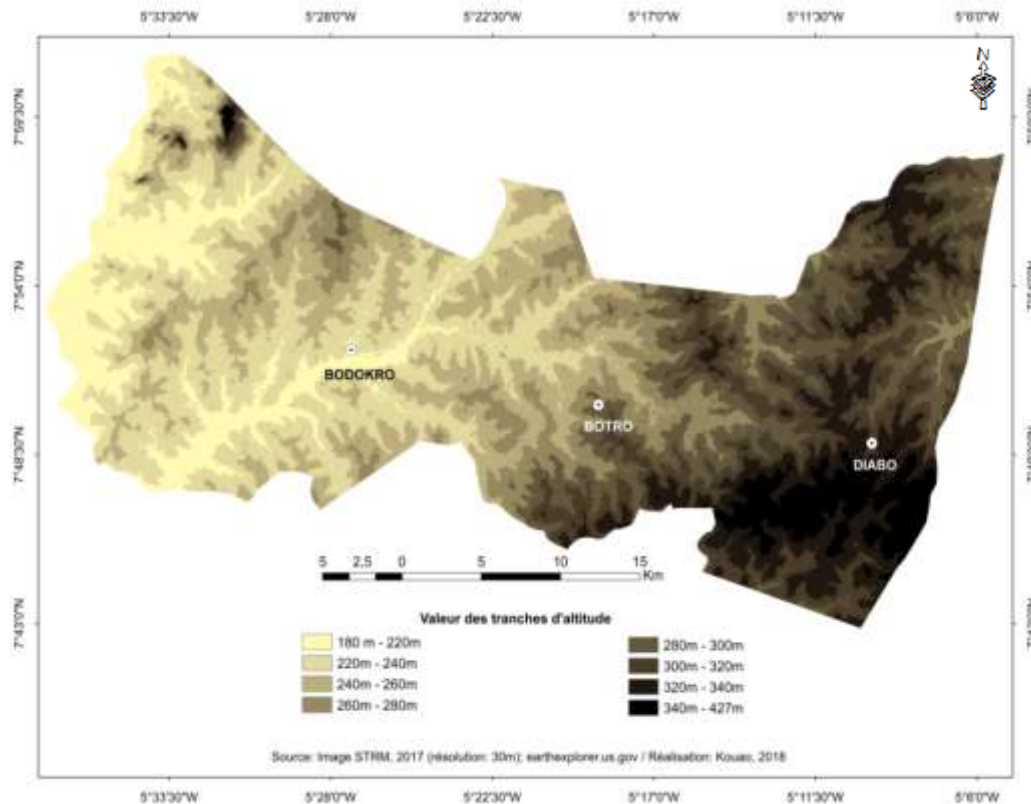 5°33'30"W 5°28'0"W 5°22'30"W 5°17'0"W 5°11'30"W 5°6'0"W
N
7°59'30"N
7°54'0"N
BODOKRO
BOTRO
DIABO
7°48'30"N
5 2,5 0 5 10 15
Km
7°43'0"N
Valeur des tranches d'altitude
180 m - 220m
220m - 240m
240m - 260m
260m - 280m
280m - 300m
300m - 320m
320m - 340m
340m - 427m
Source: Image STRM, 2017 (résolution: 30m); earthexplorer.us.gov / Réalisation: Kouao, 2018
5°33'30"W 5°28'0"W 5°22'30"W 5°17'0"W 5°11'30"W 5°6'0"W